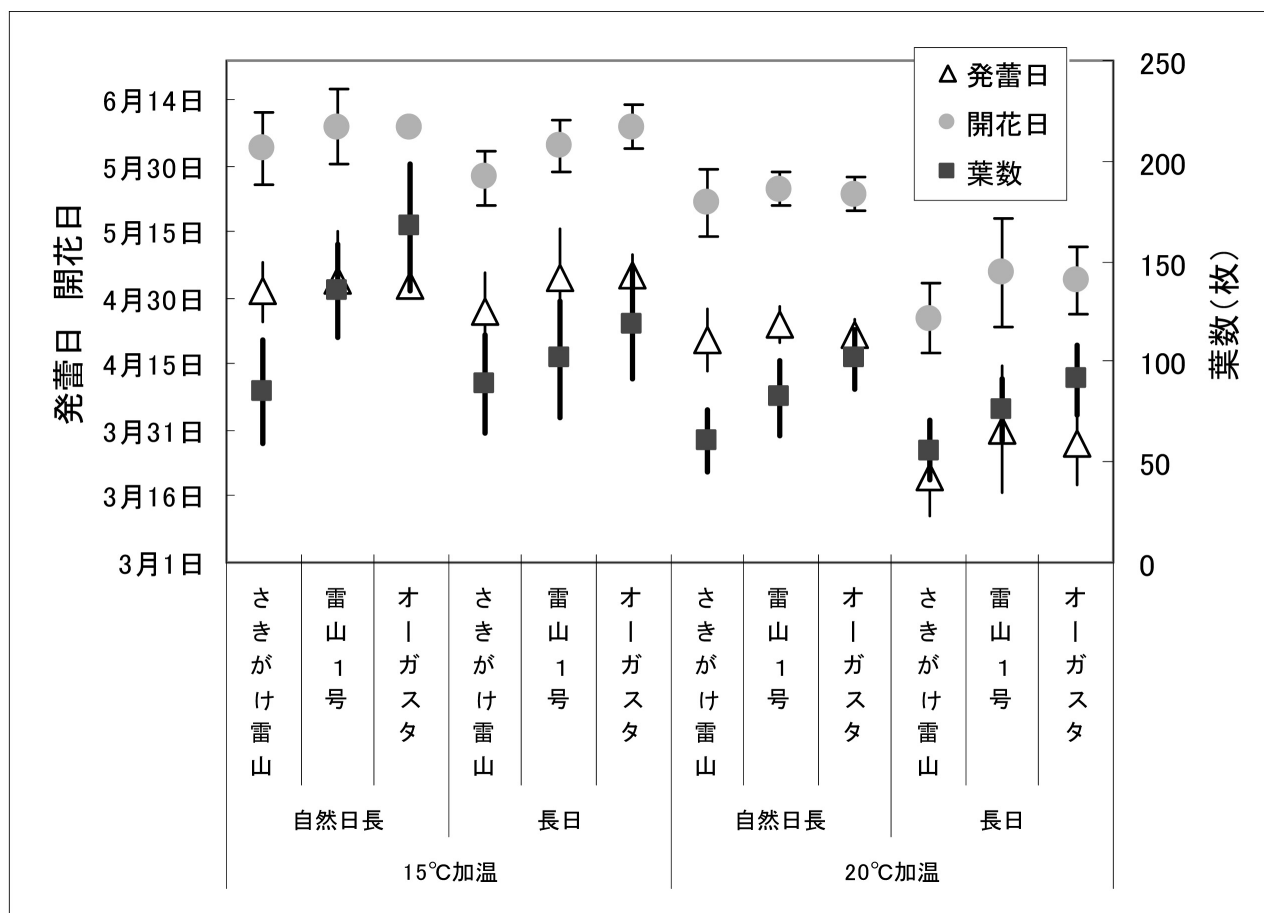 発蕾日
開花日
葉数
6月14日
5月30日
5月15日
4月30日
4月15日
3月31日
3月16日
3月1日
発蕾日 開花日
250
200
150
100
50
0
葉数(枚)
さきがけ雷山
雷山1号
オーガスタ
さきがけ雷山
雷山1号
オーガスタ
さきがけ雷山
雷山1号
オーガスタ
さきがけ雷山
雷山1号
オーガスタ
自然日長
長日
自然日長
長日
15℃加温
20℃加温